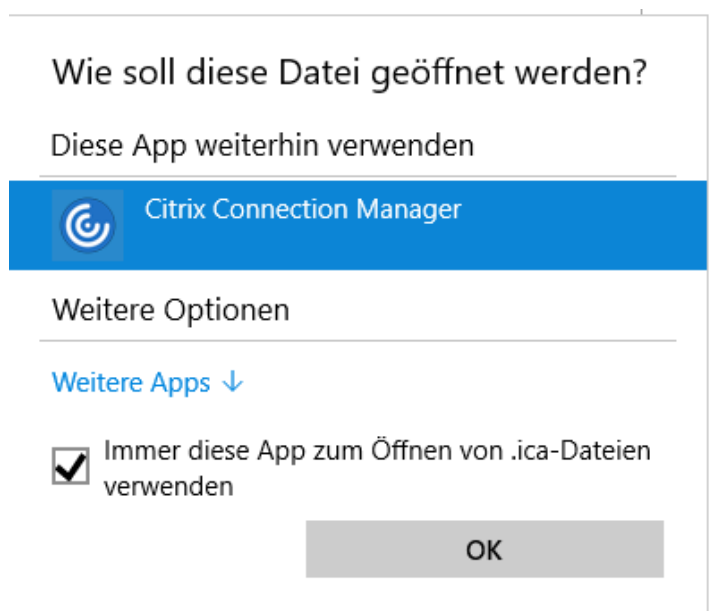 Wie soll diese Datei geöffnet werden?
Diese App weiterhin verwenden
Citrix Connection Manager
Weitere Optionen
Weitere Apps ↓
Immer diese App zum Öffnen von .ica-Dateien
verwenden
OK